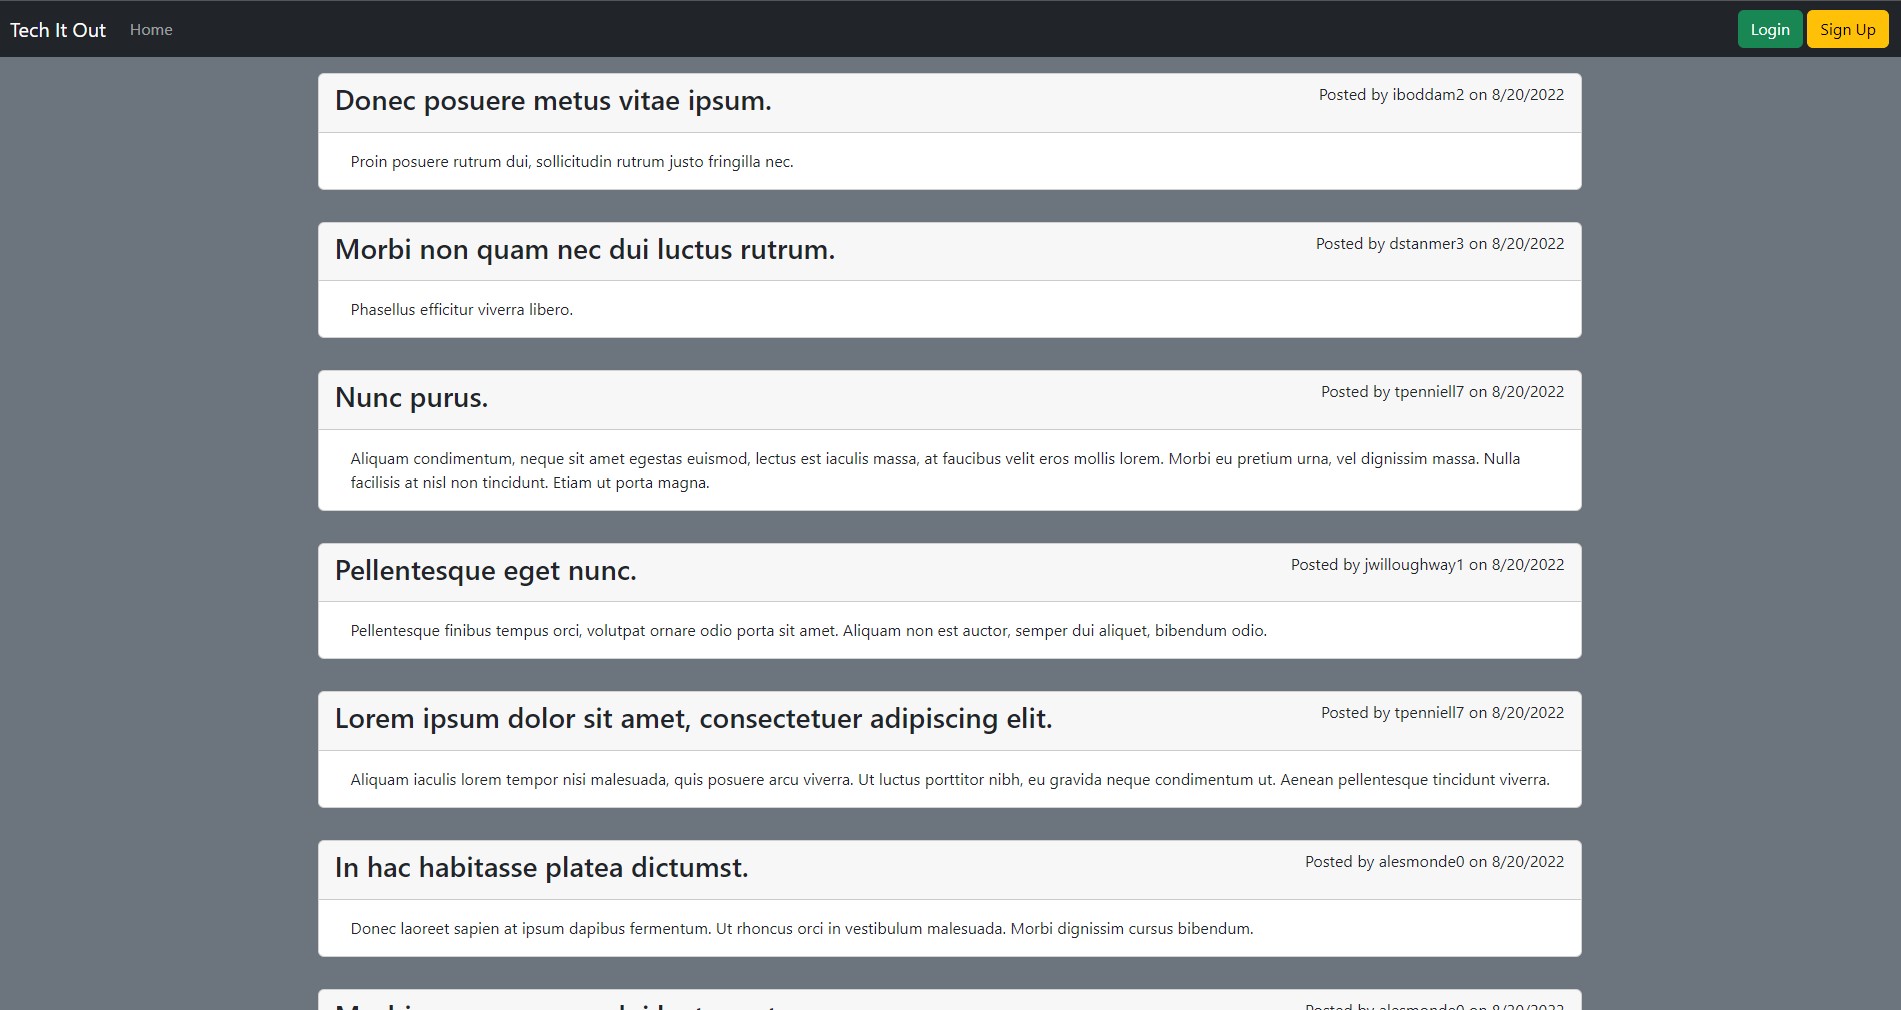 Tech It Out Home Login Sign Up
Donec posuere metus vitae ipsum. Posted by iboddam2 on 8/20/2022
Proin posuere rutrum dui, sollicitudin rutrum justo fringilla nec.
Morbi non quam nec dui luctus rutrum. Posted by dstanmer3 on 8/20/2022
Phasellus efficitur viverra libero.
Nunc purus. Posted by tpenniell7 on 8/20/2022
Aliquam condimentum, neque sit amet egestas euismod, lectus est iaculis massa, at faucibus velit eros mollis lorem. Morbi eu pretium urna, vel dignissim massa. Nulla
facilisis at nisl non tincidunt. Etiam ut porta magna.
Pellentesque eget nunc. Posted by jwilloughway1 on 8/20/2022
Pellentesque finibus tempus orci, volutpat ornare odio porta sit amet. Aliquam non est auctor, semper dui aliquet, bibendum odio.
Lorem ipsum dolor sit amet, consectetuer adipiscing elit. Posted by tpenniell7 on 8/20/2022
Aliquam iaculis lorem tempor nisi malesuada, quis posuere arcu viverra. Ut luctus porttitor nibh, eu gravida neque condimentum ut. Aenean pellentesque tincidunt viverra.
In hac habitasse platea dictumst. Posted by alesmonde0 on 8/20/2022
Donec laoreet sapien at ipsum dapibus fermentum. Ut rhoncus orci in vestibulum malesuada. Morbi dignissim cursus bibendum.
Posted by alesmonde0 on 8/20/2022